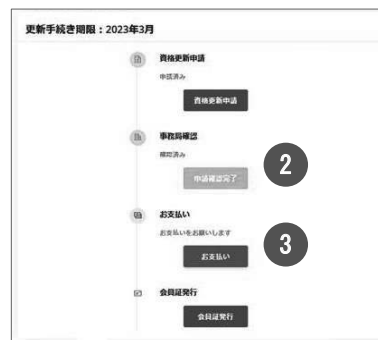 更新手続き期限：2023年3月
資格更新申請
申請済み
資格更新申請
事務局確認
確認済み
申請確認完了
2
お支払い
お支払いをお願いします
お支払い
3
会員証発行
会員証発行